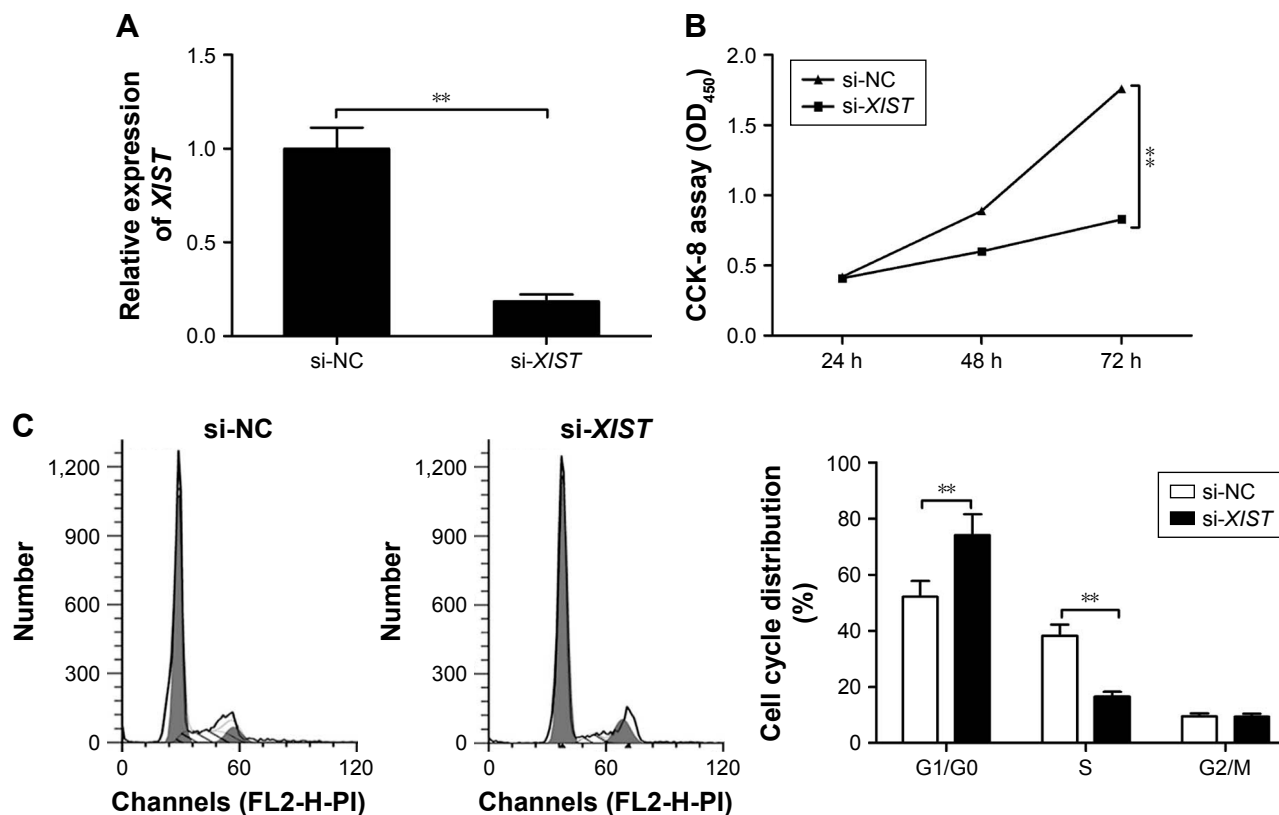 A
Relative expression
of XIST
1.5
1.0
0.5
0.0
**
si-NC
si-XIST
B
CCK-8 assay (OD450)
2.0
1.5
1.0
0.5
0.0
si-NC
si-XIST
**
24 h
48 h
72 h
C
si-NC
Number
1,200
900
600
300
0
0
60
120
Channels (FL2-H-PI)
si-XIST
Number
1,200
900
600
300
0
0
60
120
Channels (FL2-H-PI)
Cell cycle distribution
(%)
100
80
60
40
20
0
**
**
si-NC
si-XIST
G1/G0
S
G2/M